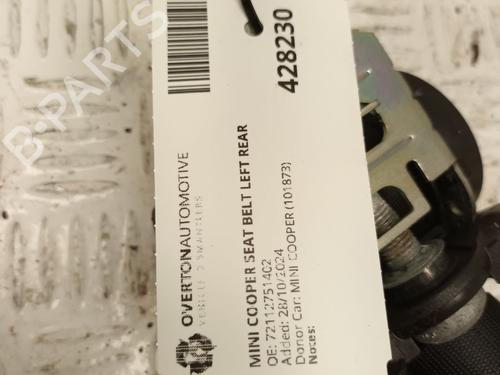 OVERTONAUTOMOTIVE
VEHICLE DISMANTLERS
MINI COOPER SEAT BELT LEFT REAR
OE: 72112751402
Added: 28/10/2024
Donor Car: MINI COOPER (101873)
Notes:
428230
B-PARTS